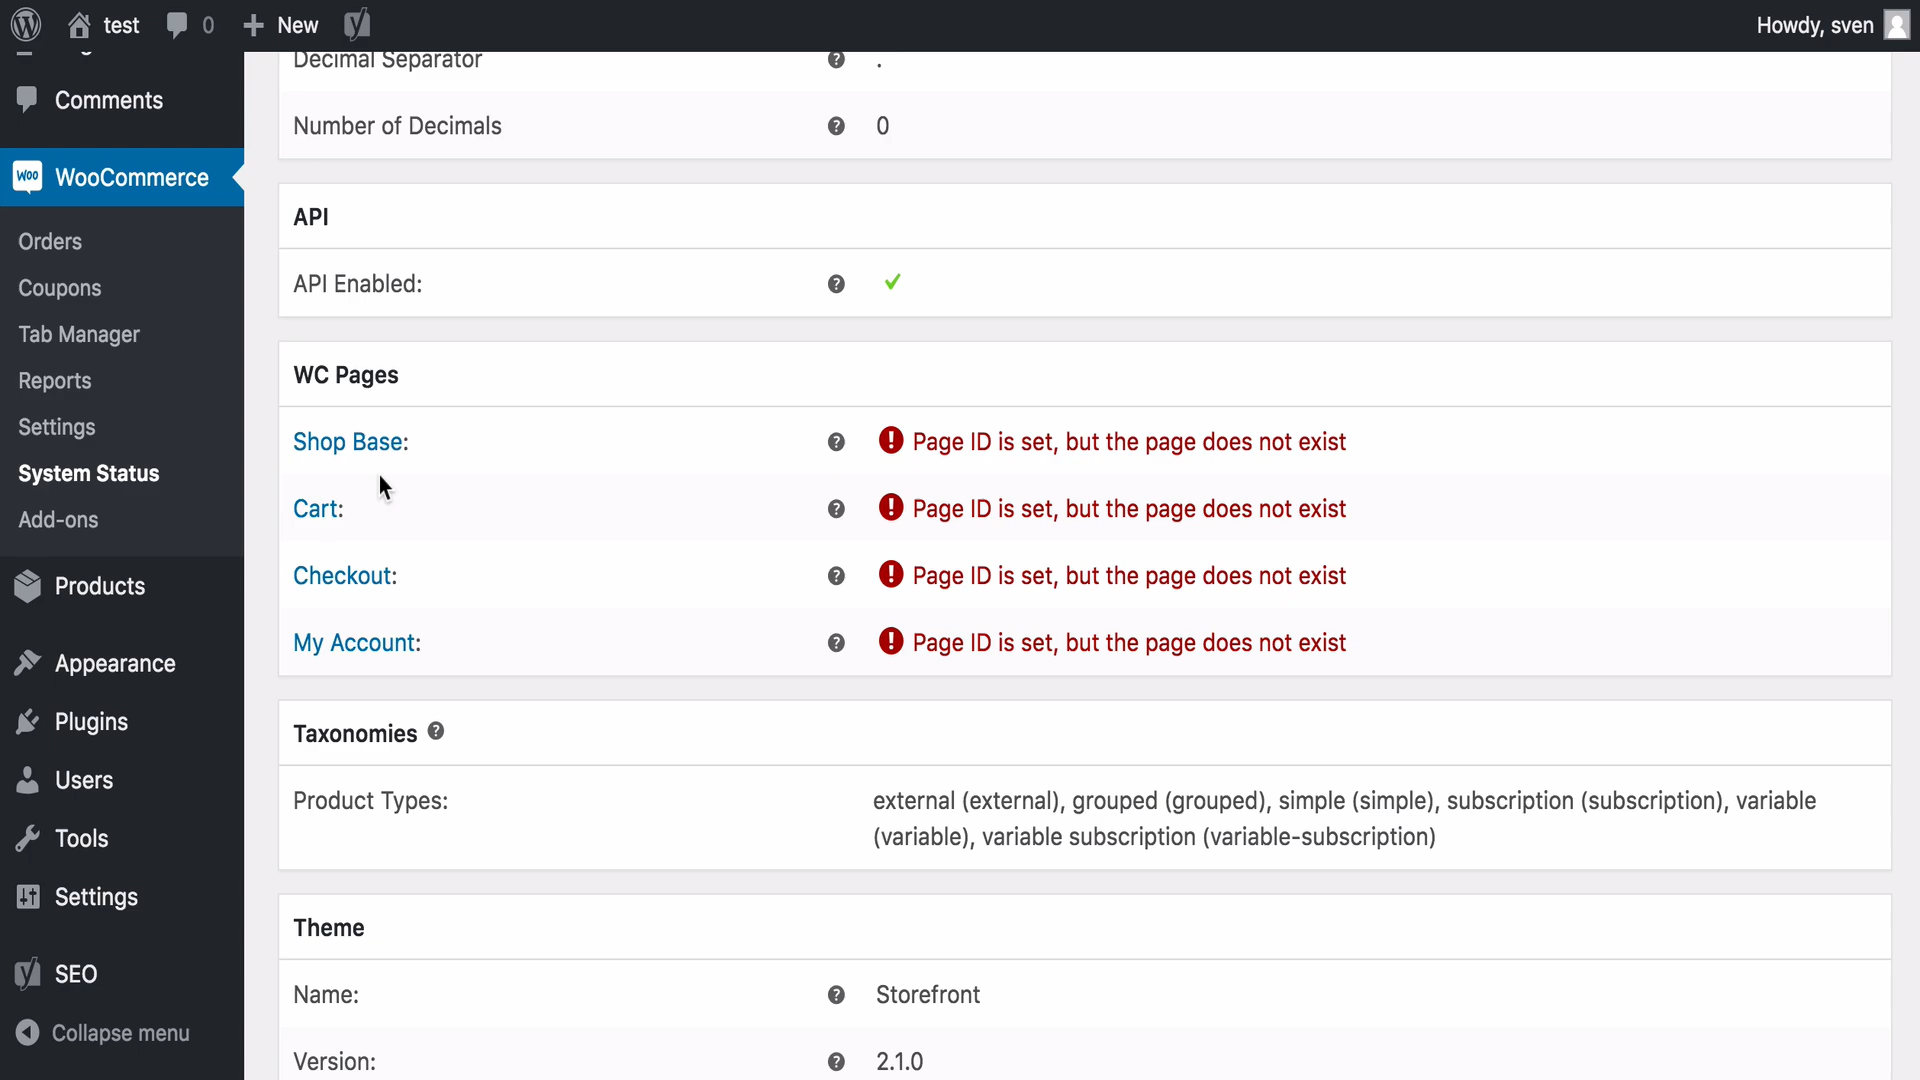 test
0
New
Howdy, sven
Comments
WooCommerce
Orders
Coupons
Tab Manager
Reports
Settings
System Status
Add-ons
Products
Appearance
Plugins
Users
Tools
Settings
SEO
Collapse menu
Decimal Separator ? .
Number of Decimals ? 0
API
API Enabled: ? ✔
WC Pages
Shop Base: ? ! Page ID is set, but the page does not exist
Cart: ? ! Page ID is set, but the page does not exist
Checkout: ? ! Page ID is set, but the page does not exist
My Account: ? ! Page ID is set, but the page does not exist
Taxonomies ?
Product Types: external (external), grouped (grouped), simple (simple), subscription (subscription), variable
(variable), variable subscription (variable-subscription)
Theme
Name: ? Storefront
Version: ? 2.1.0